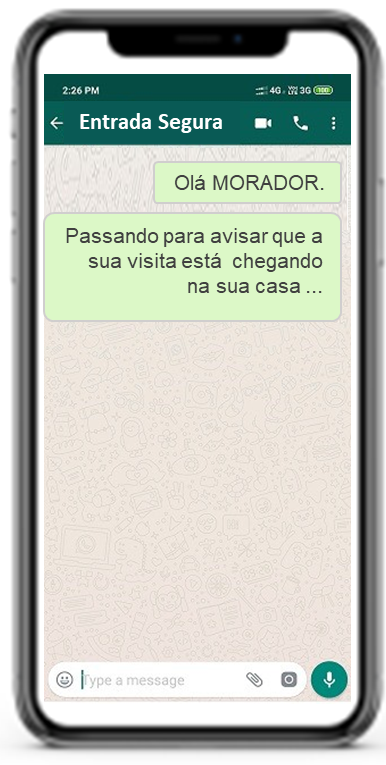 2:26 PM 4G 3G 100
Entrada Segura
Olá MORADOR.
Passando para avisar que a
sua visita está chegando
na sua casa ...
Type a message